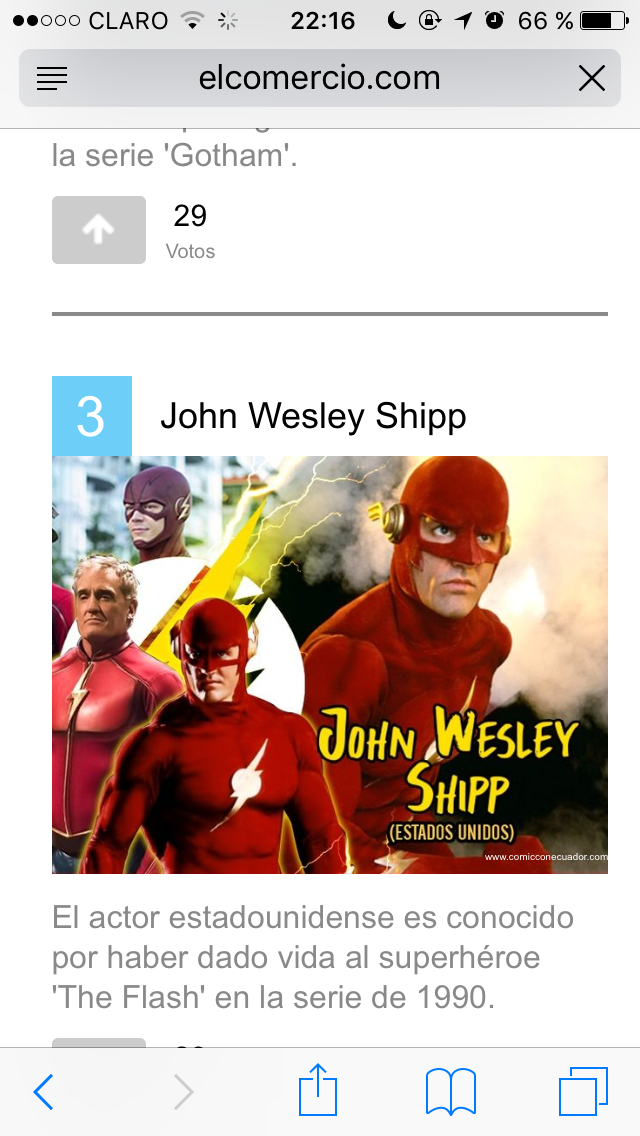 CLARO 22:16 66 %
elcomercio.com
la serie 'Gotham'.
29
Votos
3 John Wesley Shipp
JOHN WESLEY
SHIPP
(ESTADOS UNIDOS)
www.comicconecuador.com
El actor estadounidense es conocido
por haber dado vida al superhéroe
'The Flash' en la serie de 1990.